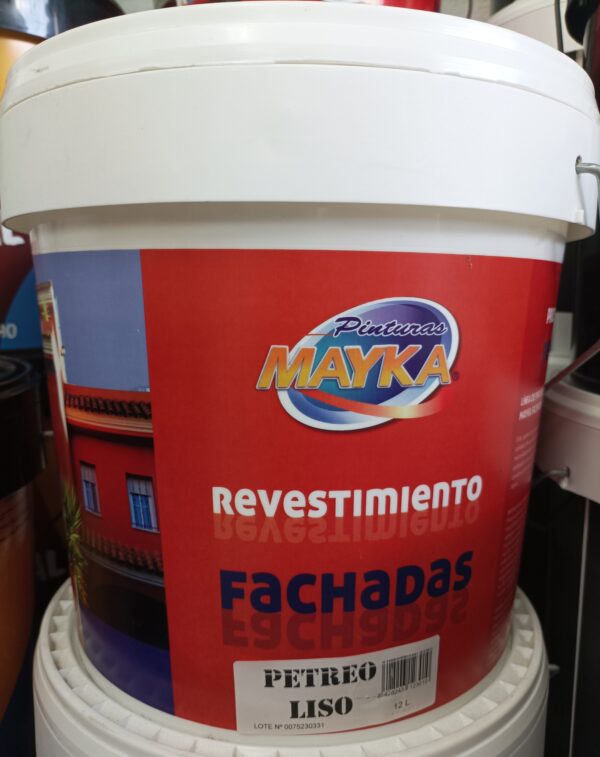 Pinturas
MAYKA
Revestimiento
Fachadas
PETREO
LISO
12 L
LOTE Nº 0075230331